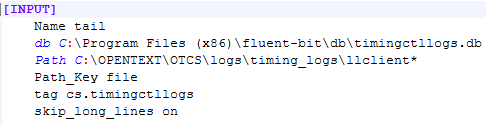 [INPUT]
Name tail
db C:\Program Files (x86)\fluent-bit\db\timingctllogs.db
Path C:\OPENTEXT\OTCS\logs\timing_logs\llclient*
Path_Key file
tag cs.timingctllogs
skip_long_lines on